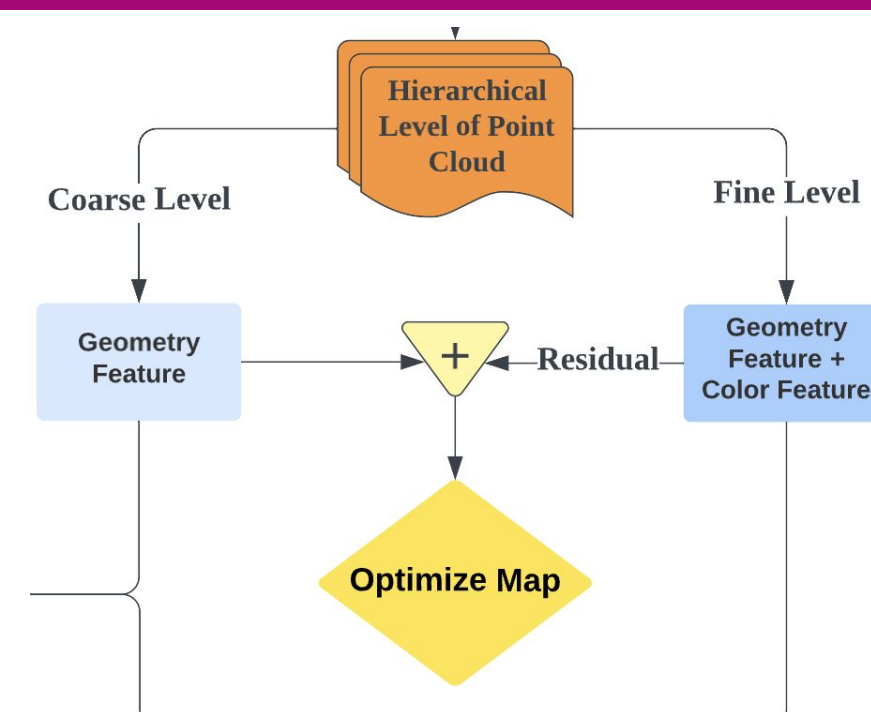 Hierarchical
Level of Point
Cloud
Coarse Level
Fine Level
Geometry
Feature
+
Residual
Geometry
Feature +
Color Feature
Optimize Map